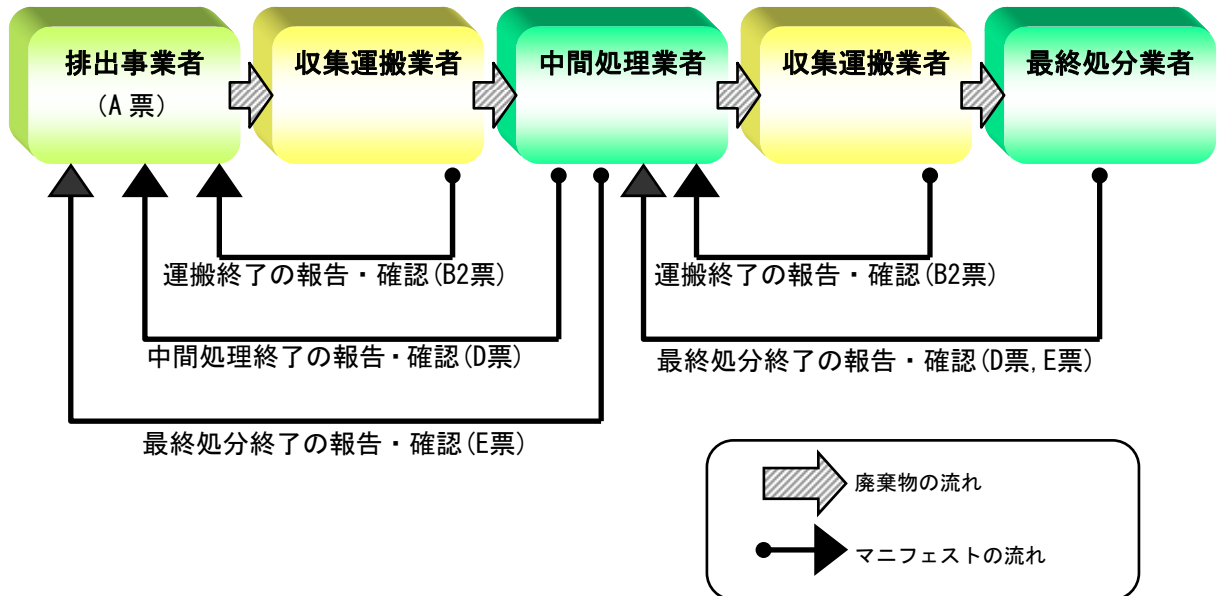 排出事業者
(A 票)
収集運搬業者
中間処理業者
収集運搬業者
最終処分業者
運搬終了の報告・確認(B2票)
運搬終了の報告・確認(B2票)
中間処理終了の報告・確認(D票)
最終処分終了の報告・確認(D票,E票)
最終処分終了の報告・確認(E票)
廃棄物の流れ
マニフェストの流れ